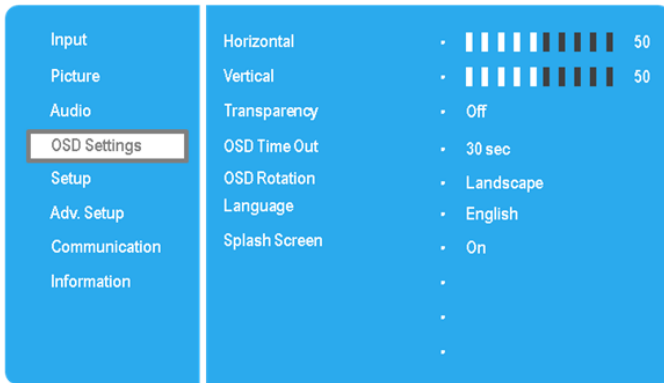 Input
Picture
Audio
OSD Settings
Setup
Adv. Setup
Communication
Information
Horizontal 50
Vertical 50
Transparency Off
OSD Time Out 30 sec
OSD Rotation Landscape
Language English
Splash Screen On